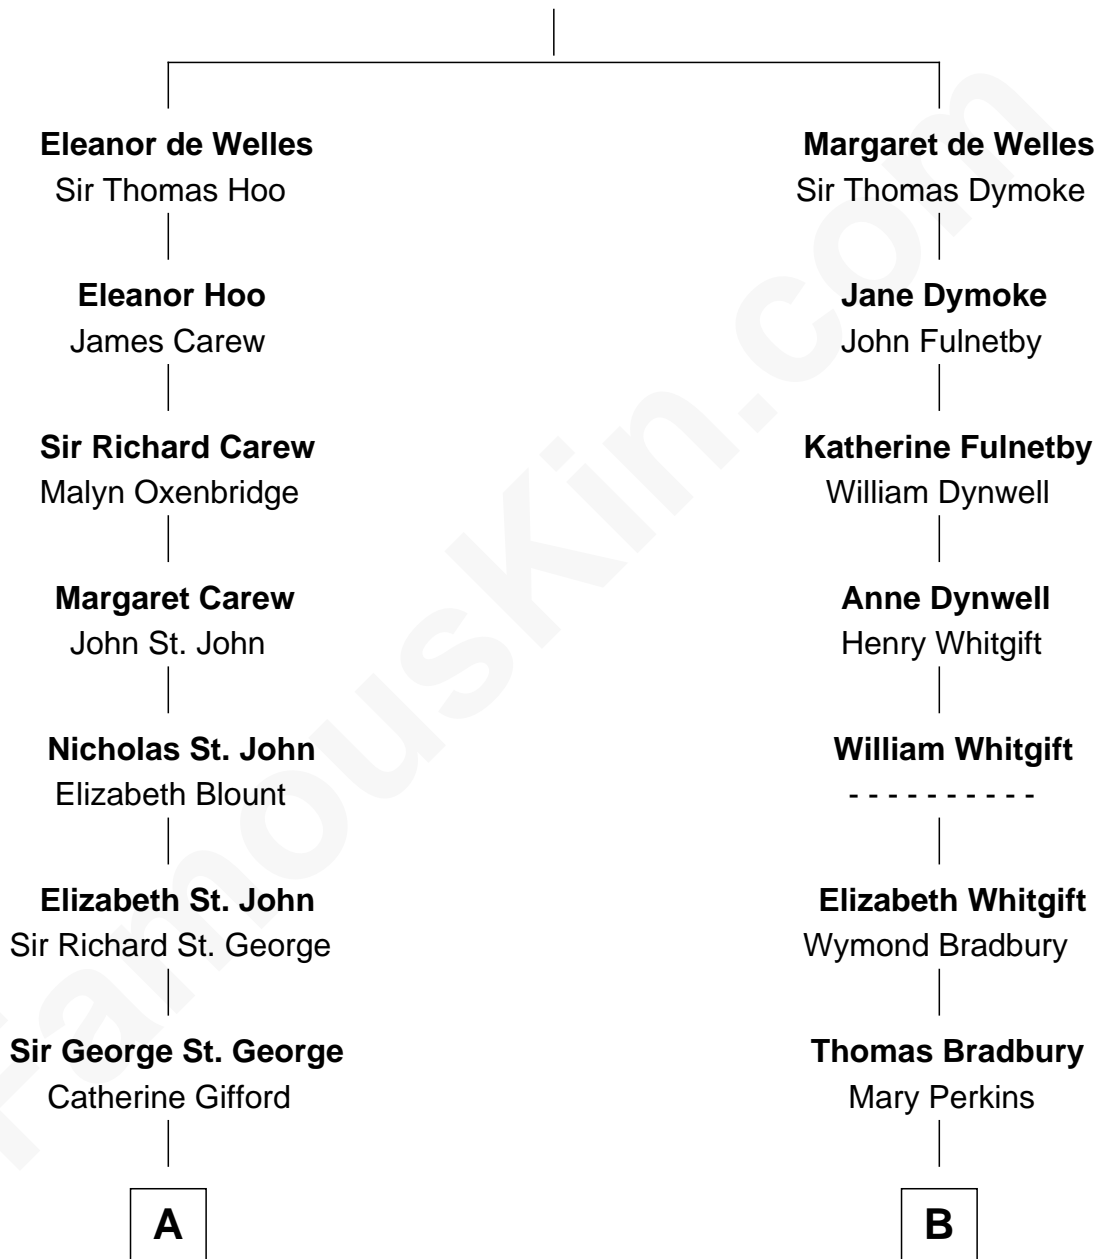 Eleanor de Welles
Sir Thomas Hoo
Eleanor Hoo
James Carew
Sir Richard Carew
Malyn Oxenbridge
Margaret Carew
John St. John
Nicholas St. John
Elizabeth Blount
Elizabeth St. John
Sir Richard St. George
Sir George St. George
Catherine Gifford
A
Margaret de Welles
Sir Thomas Dymoke
Jane Dymoke
John Fulnetby
Katherine Fulnetby
William Dynwell
Anne Dynwell
Henry Whitgift
William Whitgift
- - - - - - - - - -
Elizabeth Whitgift
Wymond Bradbury
Thomas Bradbury
Mary Perkins
B
FamousKin.com